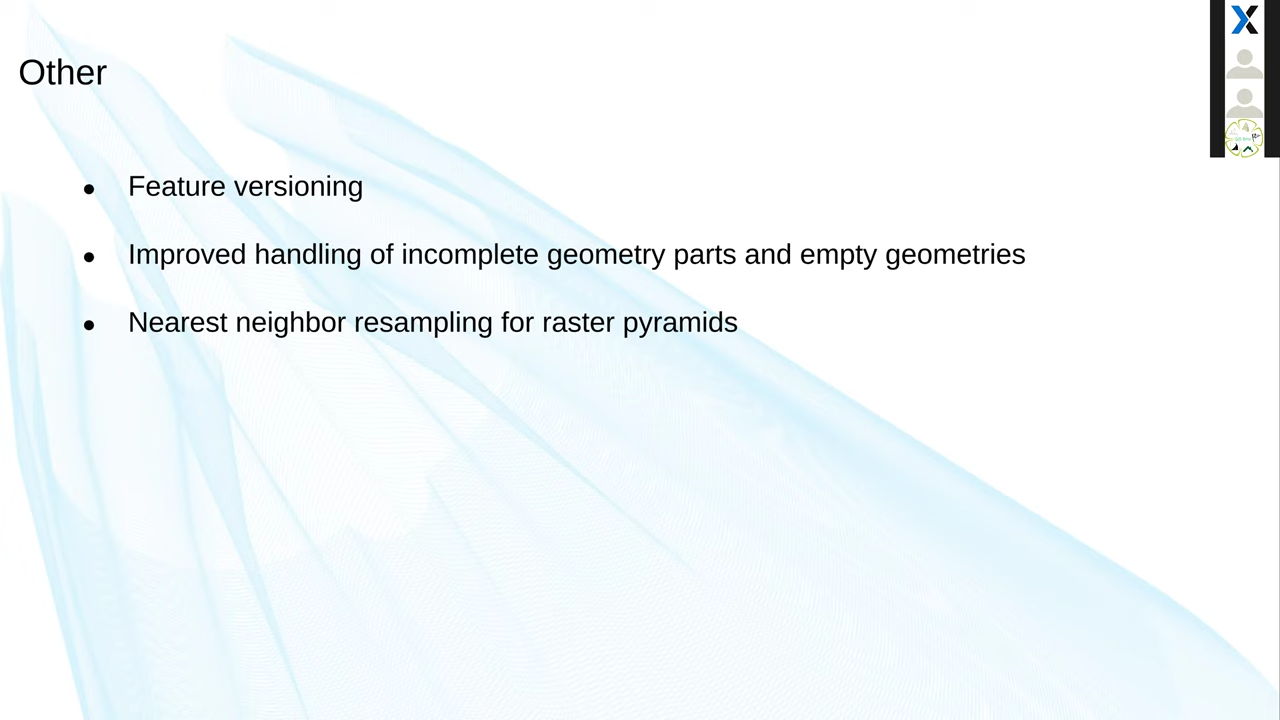 Other
● Feature versioning
● Improved handling of incomplete geometry parts and empty geometries
● Nearest neighbor resampling for raster pyramids